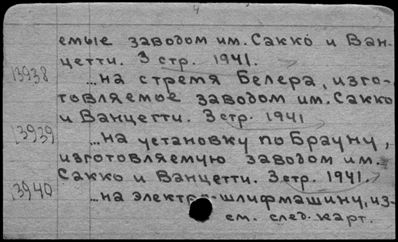 4
емые заводом им. Сакко и Ван-
цетти. 3 стр. 1941.
13938 ...на стремя Белера, изго-
товляемое заводом им. Сакко
и Ванцетти. 3 стр. 1941
13939 ...на установку по Брауну,
изготовляемую заводом им.
Сакко и Ванцетти. 3 стр. 1941.
13940 ...на электро-шлифмашину, из-
см. след. карт.